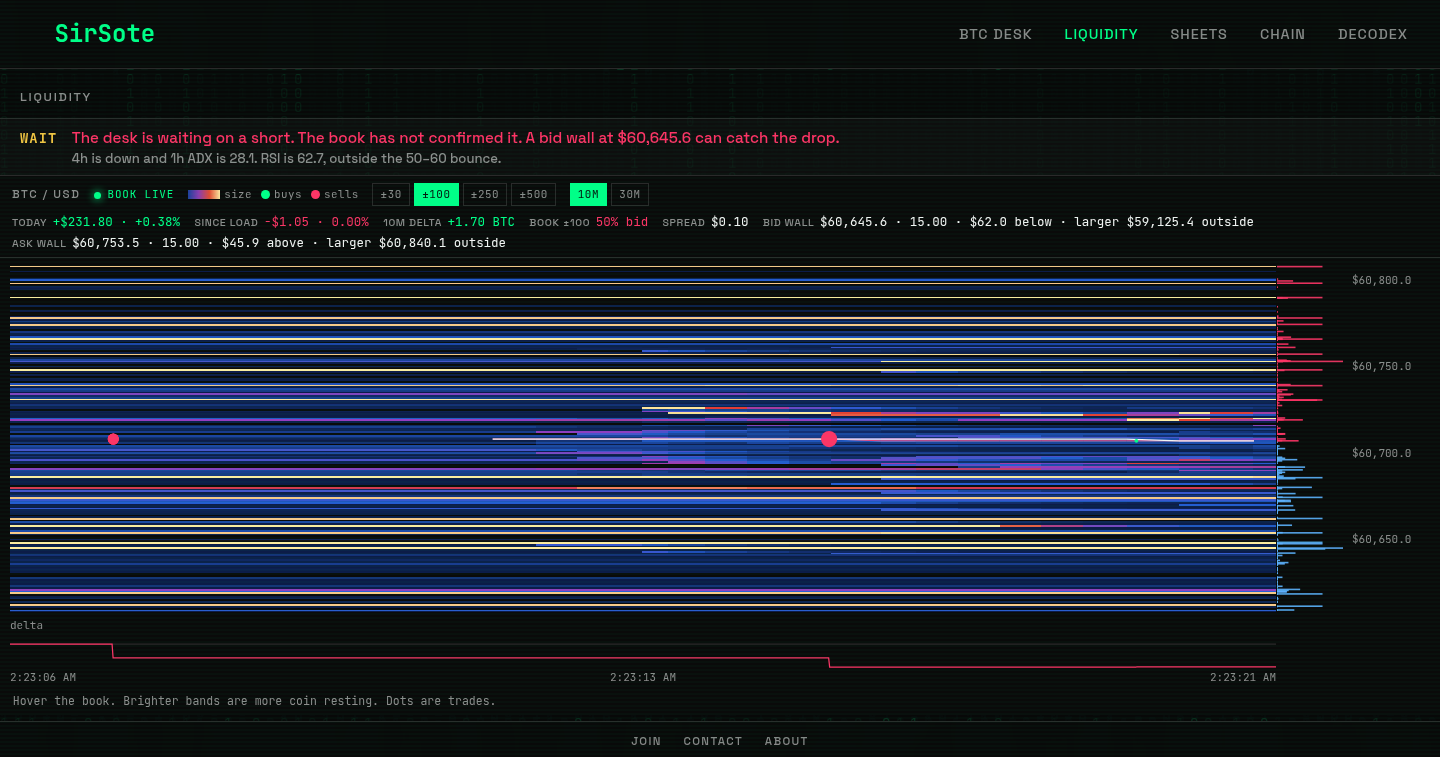 SirSote
BTC DESK LIQUIDITY SHEETS CHAIN DECODEX
LIQUIDITY
WAIT The desk is waiting on a short. The book has not confirmed it. A bid wall at $60,645.6 can catch the drop.
4h is down and 1h ADX is 28.1. RSI is 62.7, outside the 50–60 bounce.
BTC / USD BOOK LIVE size buys sells ±30 ±100 ±250 ±500 10M 30M
TODAY +$231.80 · +0.38% SINCE LOAD -$1.05 · 0.00% 10M DELTA +1.70 BTC BOOK ±100 50% bid SPREAD $0.10 BID WALL $60,645.6 · 15.00 · $62.0 below · larger $59,125.4 outside
ASK WALL $60,753.5 · 15.00 · $45.9 above · larger $60,840.1 outside
$60,800.0
$60,750.0
$60,700.0
$60,650.0
delta
2:23:06 AM 2:23:13 AM 2:23:21 AM
Hover the book. Brighter bands are more coin resting. Dots are trades.
JOIN CONTACT ABOUT